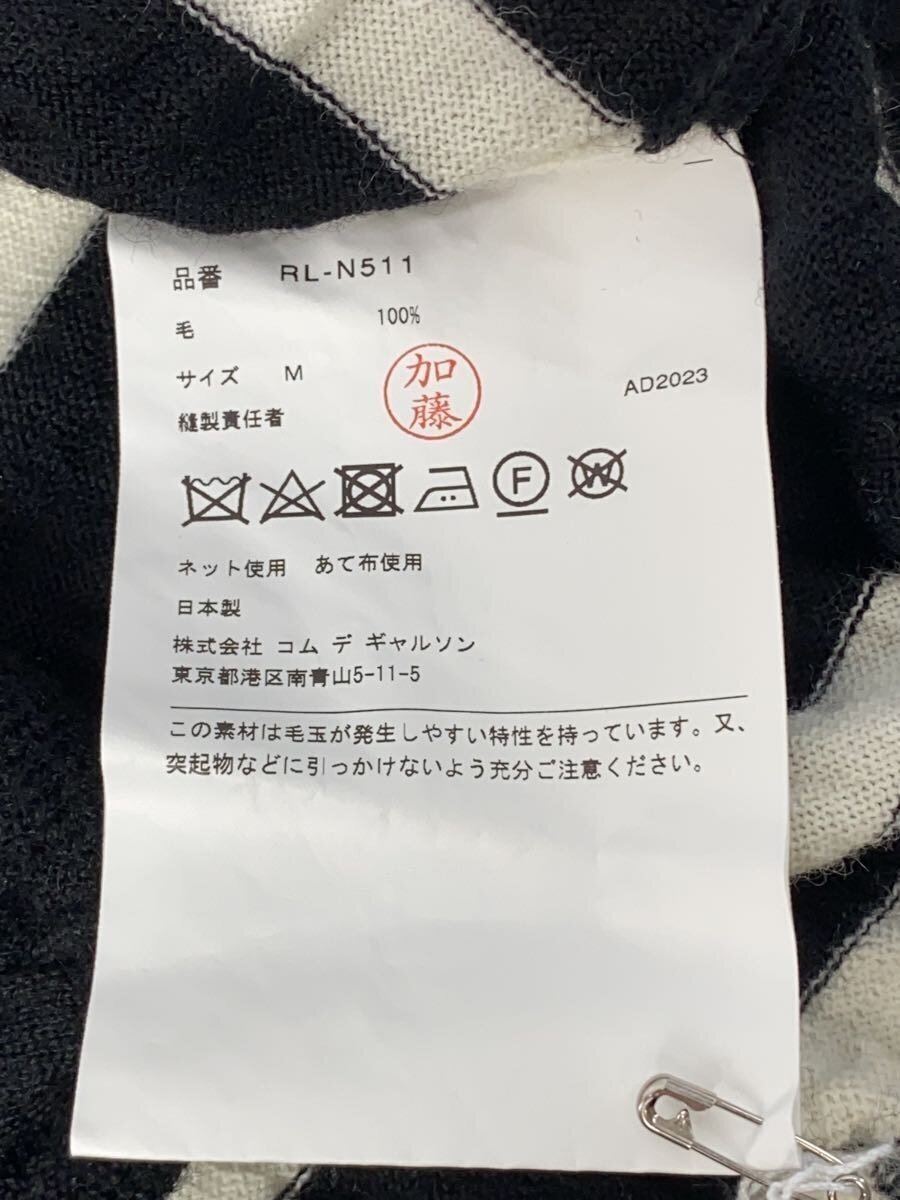 品番 RL-N511
毛 100%
サイズ M
加藤
AD2023
縫製責任者
F W
ネット使用 あて布使用
日本製
株式会社 コム デ ギャルソン
東京都港区南青山5-11-5
この素材は毛玉が発生しやすい特性を持っています。又、
突起物などに引っかけないよう充分ご注意ください。